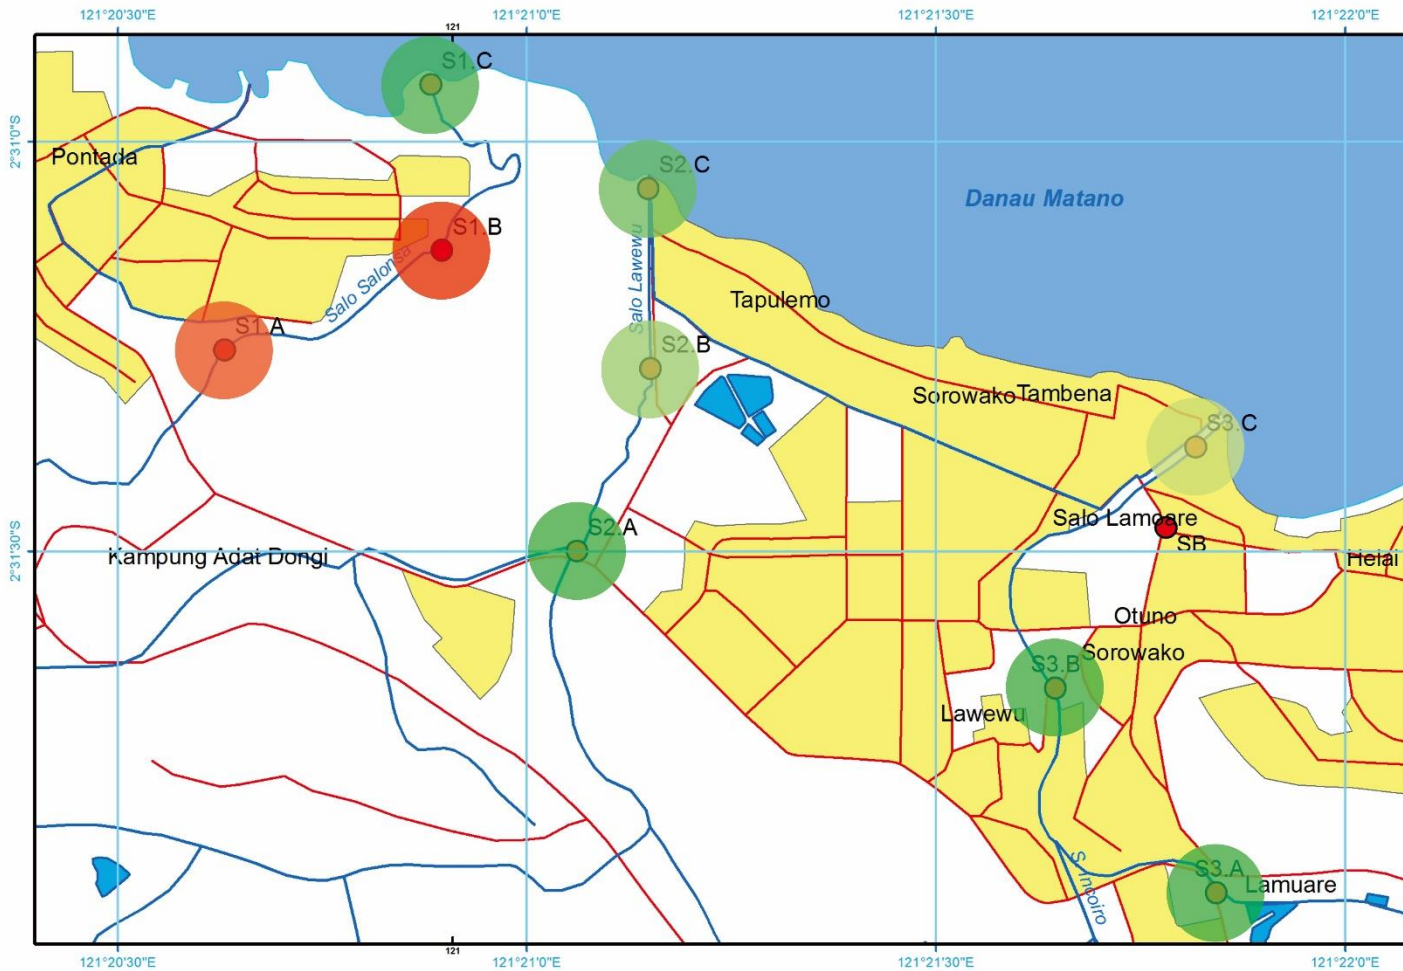 121°20'30"E
121°21'0"E
121°21'30"E
121°22'0"E
121
S1.C
2°31'0"S
Pontada
S2.C
Danau Matano
S1.B
Salo Salonsa
Salo Lawewu
Tapulemo
S1.A
S2.B
Sorowako
Tambena
S3.C
Salo Lamoare
S2.A
SB
2°31'30"S
Kampung Adat Dongi
Helai
Otuno
Sorowako
S3.B
Lawewu
S. Incoiro
S3.A
Lamuare
121
121°20'30"E
121°21'0"E
121°21'30"E
121°22'0"E